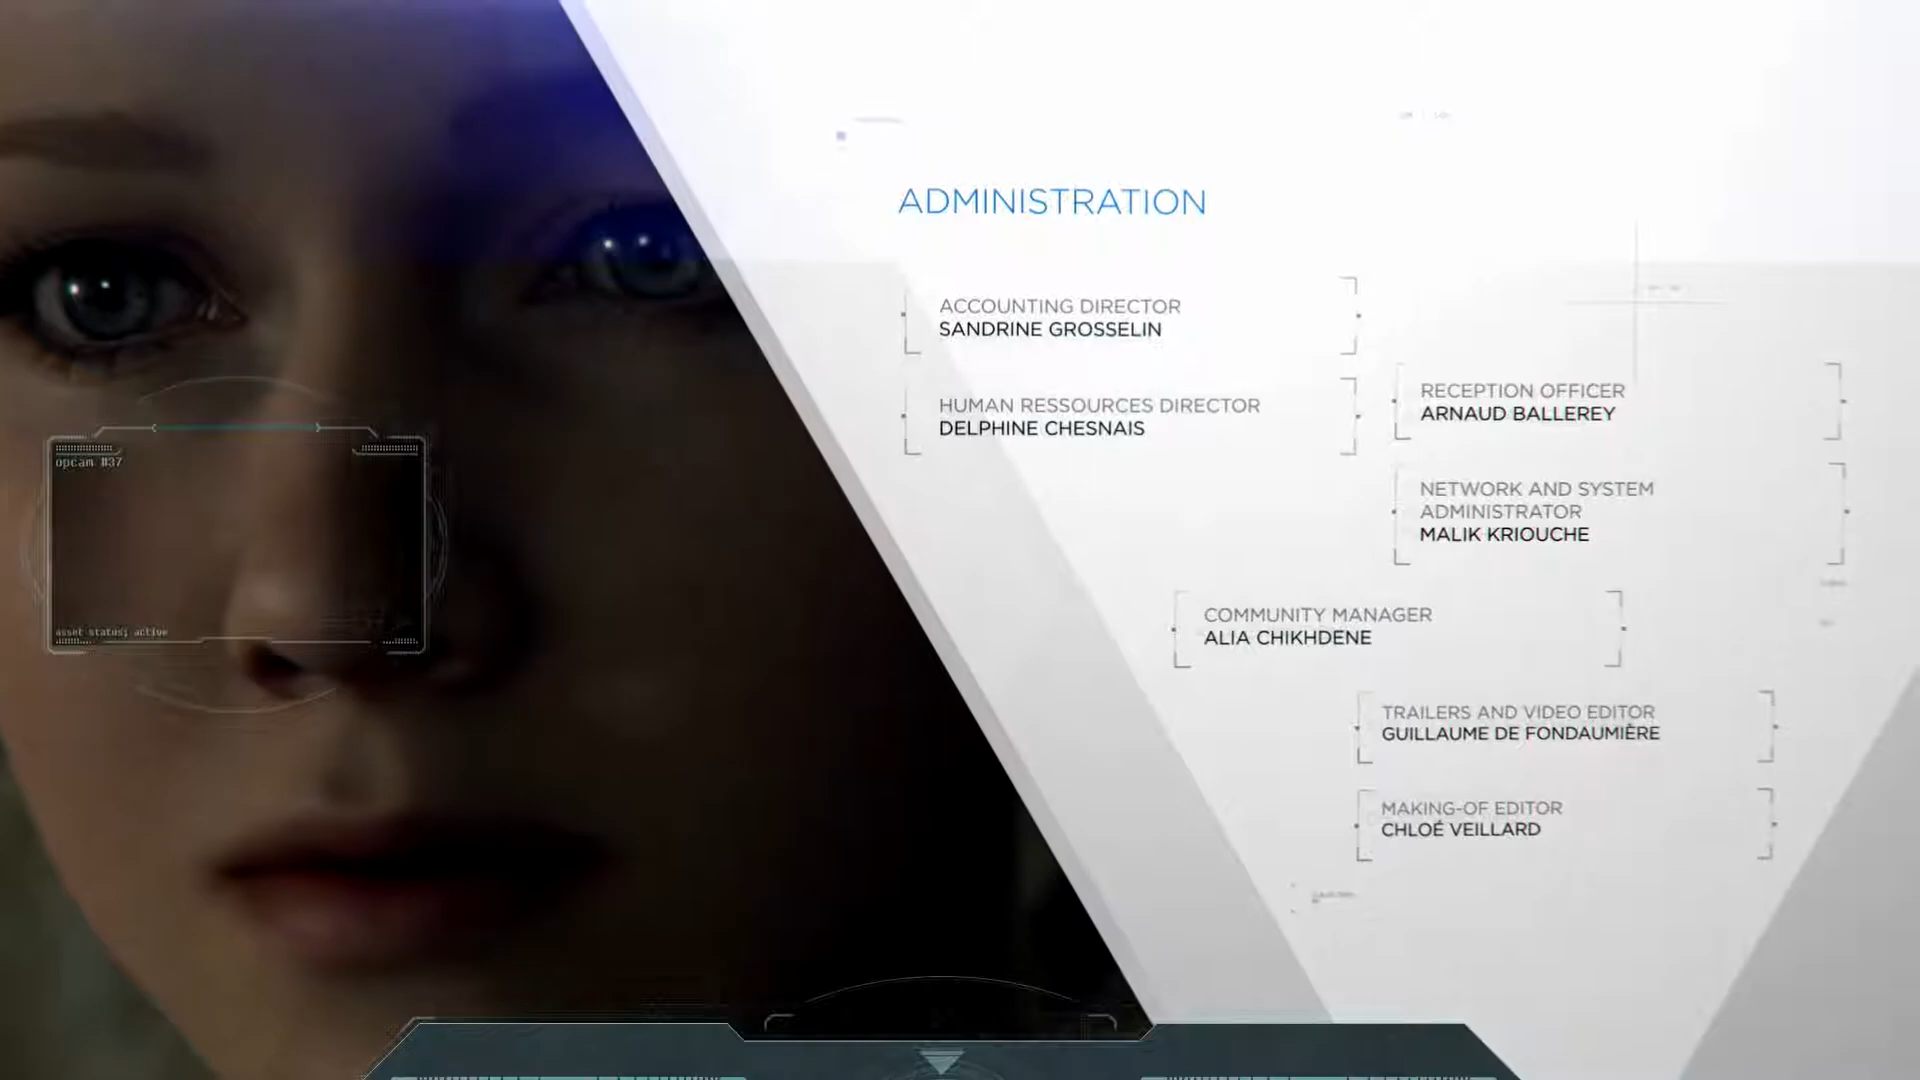 ADMINISTRATION
ACCOUNTING DIRECTOR
SANDRINE GROSSELIN
HUMAN RESSOURCES DIRECTOR
DELPHINE CHESNAIS
RECEPTION OFFICER
ARNAUD BALLEREY
NETWORK AND SYSTEM
ADMINISTRATOR
MALIK KRIOUCHE
COMMUNITY MANAGER
ALIA CHIKHDENE
TRAILERS AND VIDEO EDITOR
GUILLAUME DE FONDAUMIÈRE
MAKING-OF EDITOR
CHLOÉ VEILLARD
opcam #37
asset status; active